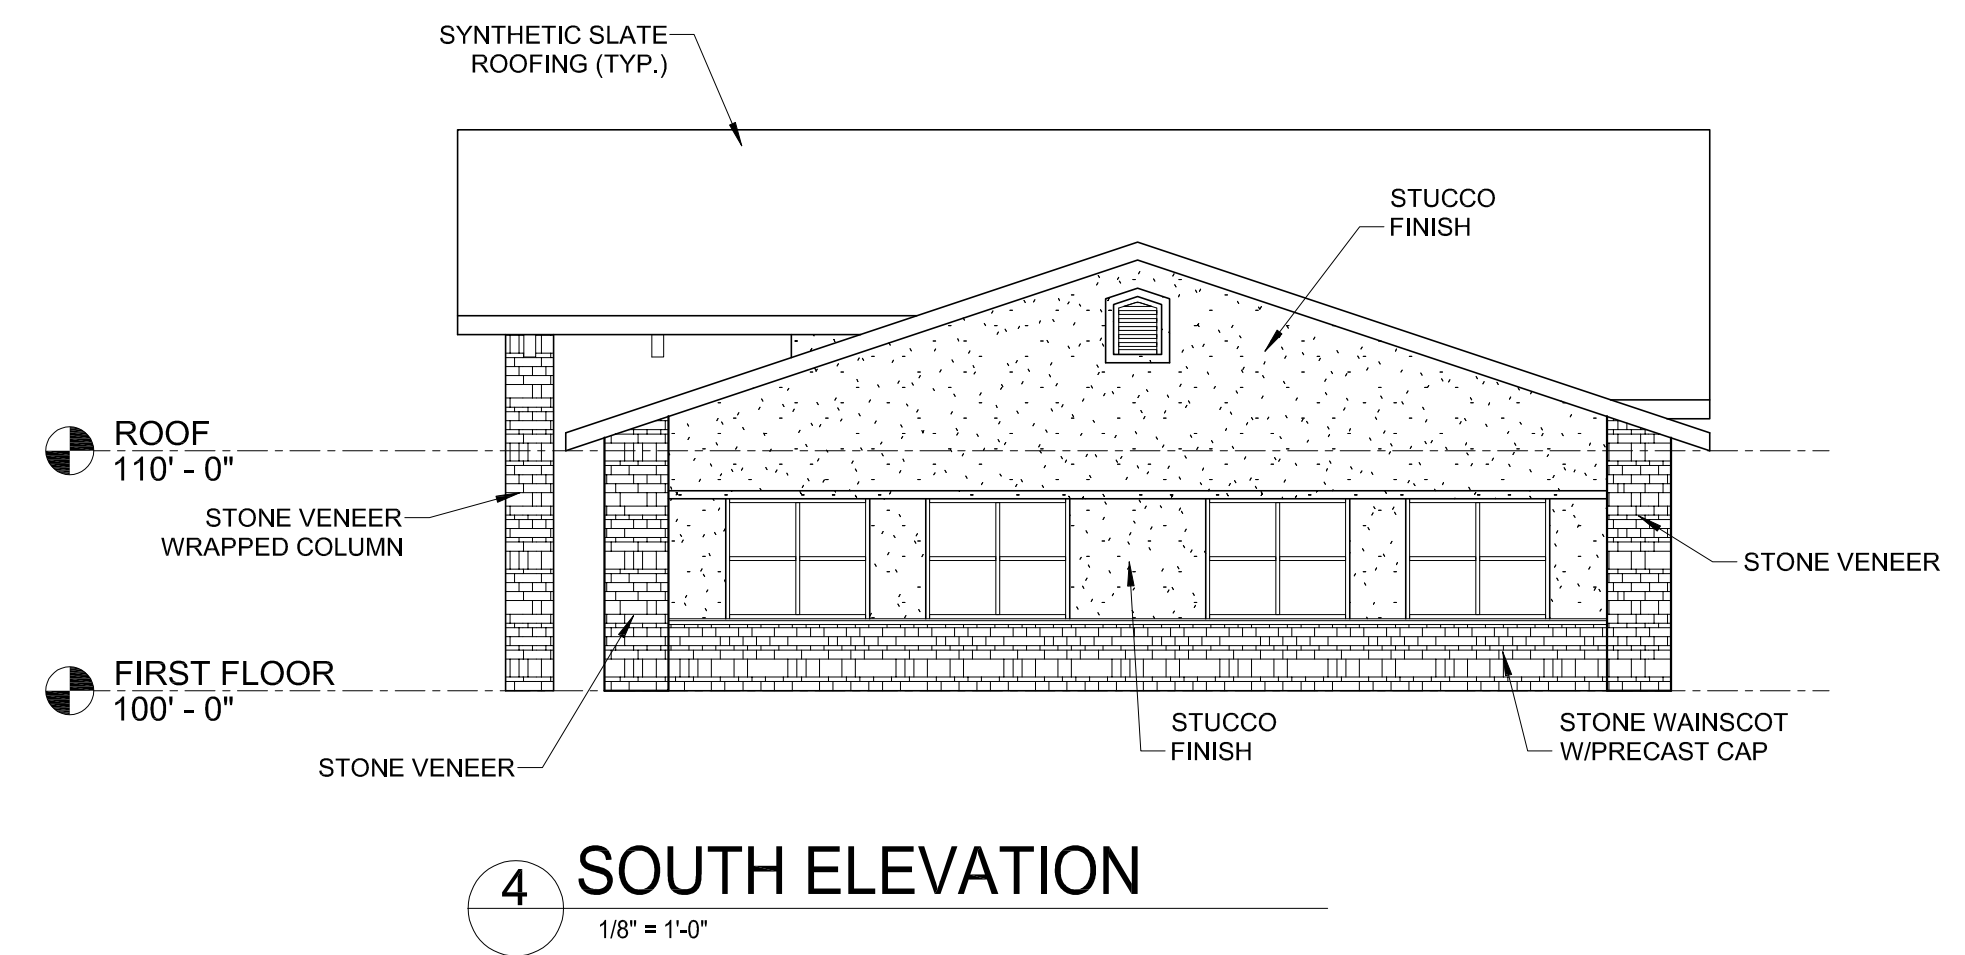 SYNTHETIC SLATE
ROOFING (TYP.)
STUCCO
FINISH
ROOF
110' - 0"
STONE VENEER
WRAPPED COLUMN
STONE VENEER
FIRST FLOOR
100' - 0"
STUCCO
FINISH
STONE WAINSCOT
W/PRECAST CAP
STONE VENEER
4
SOUTH ELEVATION
1/8" = 1'-0"